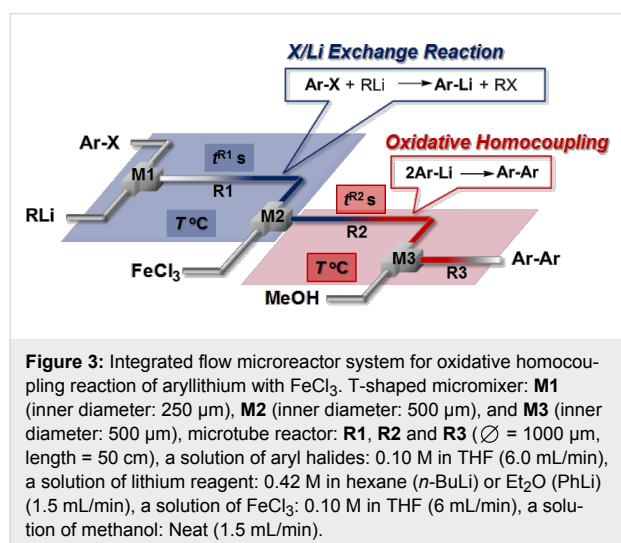 X/Li Exchange Reaction
Ar-X + RLi ⟶ Ar-Li + RX
Ar-X
t^R1 s
Oxidative Homocoupling
M1
R1
2Ar-Li ⟶ Ar-Ar
RLi
T °C
M2
t^R2 s
R2
FeCl₃
T °C
M3
Ar-Ar
R3
MeOH
Figure 3: Integrated flow microreactor system for oxidative homocou-
pling reaction of aryllithium with FeCl₃. T-shaped micromixer: M1
(inner diameter: 250 μm), M2 (inner diameter: 500 μm), and M3 (inner
diameter: 500 μm), microtube reactor: R1, R2 and R3 (∅ = 1000 μm,
length = 50 cm), a solution of aryl halides: 0.10 M in THF (6.0 mL/min),
a solution of lithium reagent: 0.42 M in hexane (n-BuLi) or Et₂O (PhLi)
(1.5 mL/min), a solution of FeCl₃: 0.10 M in THF (6 mL/min), a solu-
tion of methanol: Neat (1.5 mL/min).